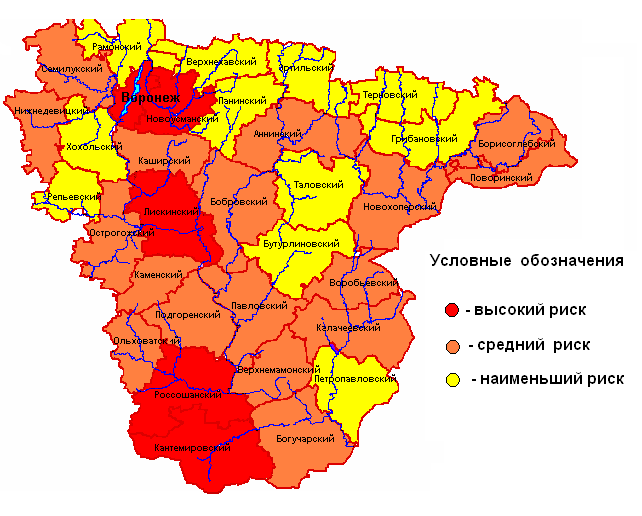 Рамонский
Верхнехавский
Эртильский
Семилукский
Терновский
Воронеж
Панинский
Нижнедевицкий
Новоусманский
Аннинский
Грибановский
Борисоглебский
Хохольский
Каширский
Поворинский
Таловский
Репьевский
Лискинский
Бобровский
Новохоперский
Острогожский
Бутурлиновский
Условные обозначения
Каменский
Воробьевский
Павловский
- высокий риск
Подгоренский
Калачеевский
Ольховатский
- средний риск
Верхнемамонский
Петропавловский
- наименьший риск
Россошанский
Богучарский
Кантемировский